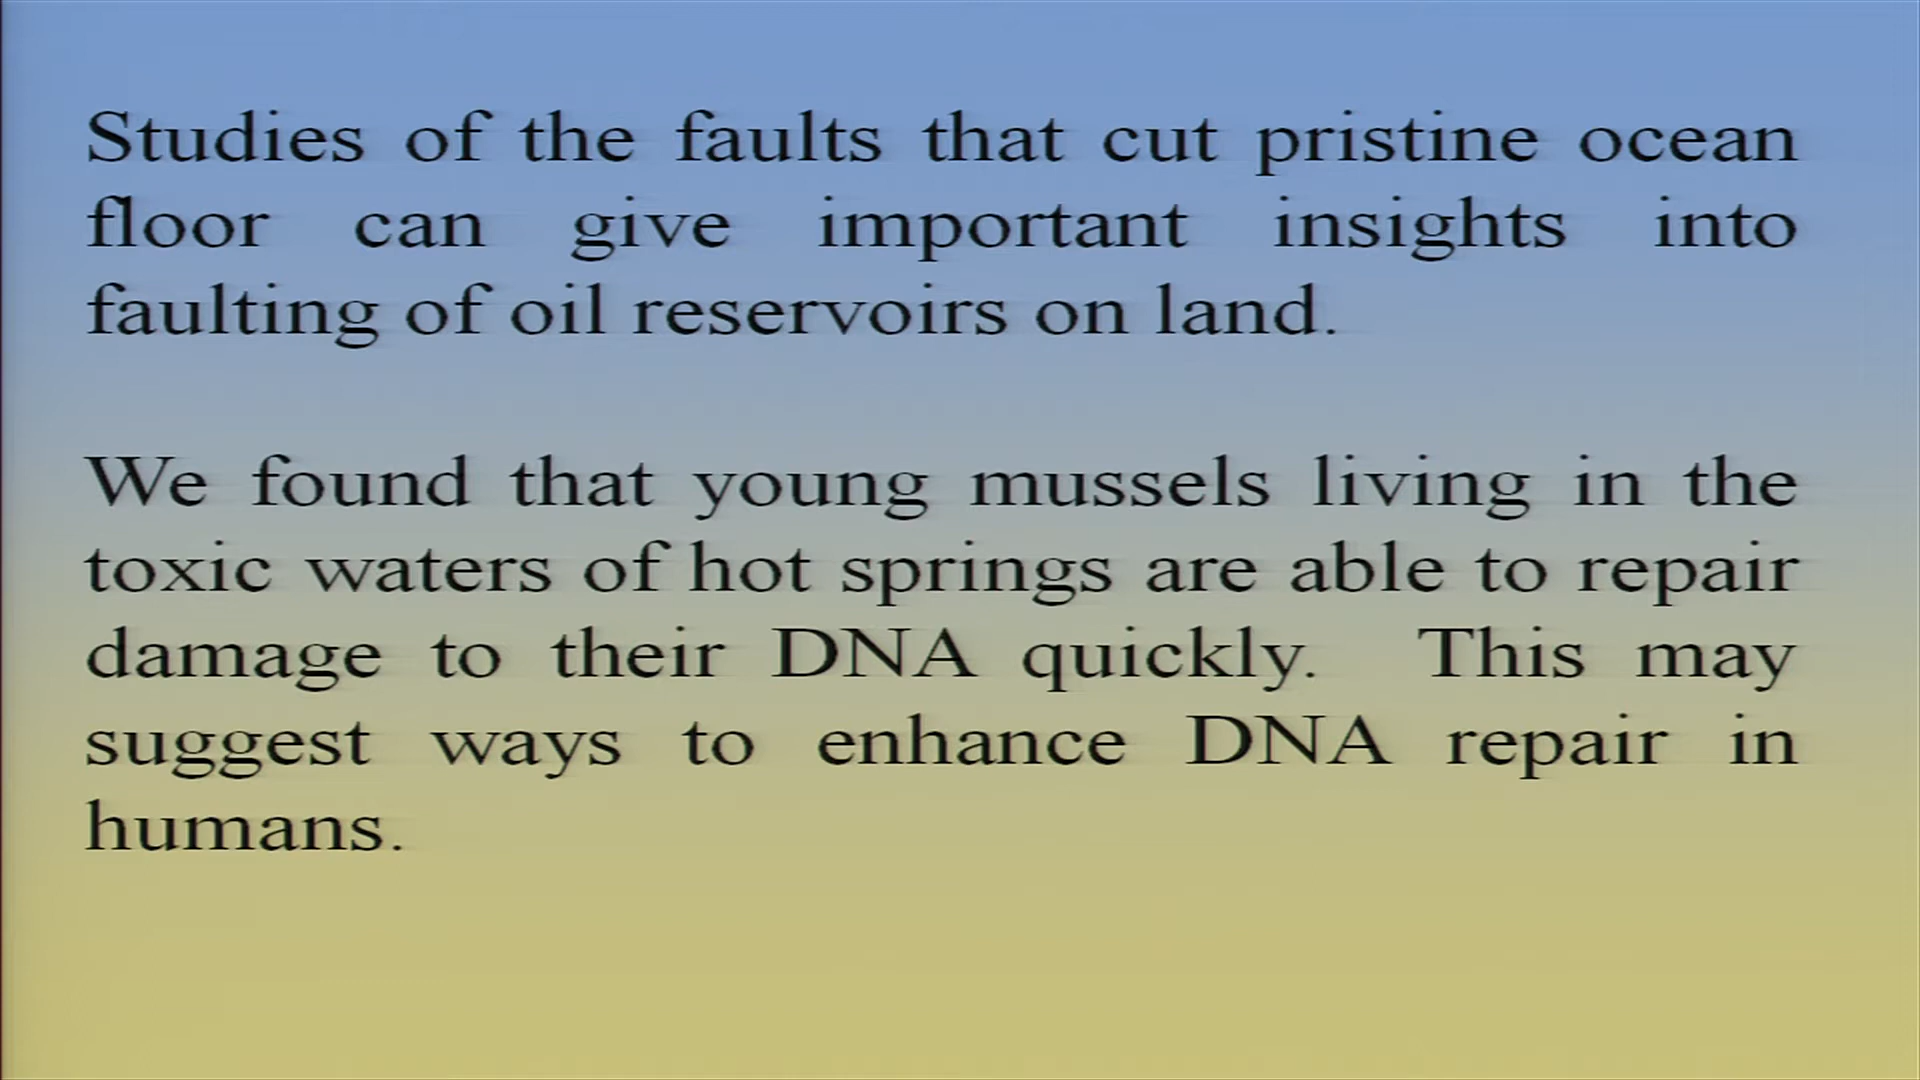 Studies of the faults that cut pristine ocean
floor can give important insights into
faulting of oil reservoirs on land.
We found that young mussels living in the
toxic waters of hot springs are able to repair
damage to their DNA quickly. This may
suggest ways to enhance DNA repair in
humans.